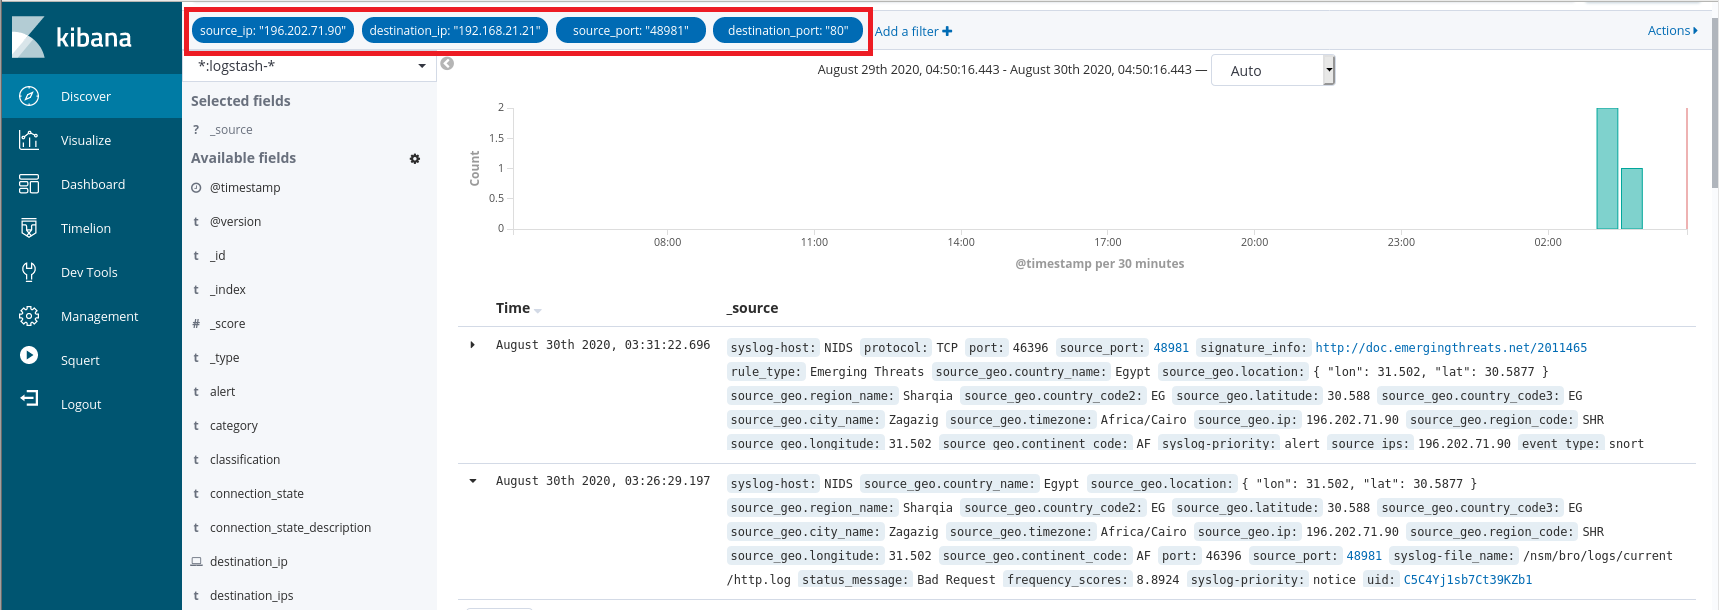 kibana
source_ip: "196.202.71.90" destination_ip: "192.168.21.21" source_port: "48981" destination_port: "80" Add a filter +
Actions
*:logstash-*
August 29th 2020, 04:50:16.443 - August 30th 2020, 04:50:16.443 — Auto
Discover
Visualize
Dashboard
Timelion
Dev Tools
Management
Squert
Logout
Selected fields
? _source
Available fields
@timestamp
t @version
t _id
t _index
# _score
t _type
t alert
t category
t classification
t connection_state
t connection_state_description
destination_ip
t destination_ips
Count
2
1.5
1
0.5
0
08:00 11:00 14:00 17:00 20:00 23:00 02:00
@timestamp per 30 minutes
Time _source
August 30th 2020, 03:31:22.696
syslog-host: NIDS protocol: TCP port: 46396 source_port: 48981 signature_info: http://doc.emergingthreats.net/2011465
rule_type: Emerging Threats source_geo.country_name: Egypt source_geo.location: { "lon": 31.502, "lat": 30.5877 }
source_geo.region_name: Sharqia source_geo.country_code2: EG source_geo.latitude: 30.588 source_geo.country_code3: EG
source_geo.city_name: Zagazig source_geo.timezone: Africa/Cairo source_geo.ip: 196.202.71.90 source_geo.region_code: SHR
source_geo.longitude: 31.502 source_geo.continent_code: AF syslog-priority: alert source_ips: 196.202.71.90 event_type: snort
August 30th 2020, 03:26:29.197
syslog-host: NIDS source_geo.country_name: Egypt source_geo.location: { "lon": 31.502, "lat": 30.5877 }
source_geo.region_name: Sharqia source_geo.country_code2: EG source_geo.latitude: 30.588 source_geo.country_code3: EG
source_geo.city_name: Zagazig source_geo.timezone: Africa/Cairo source_geo.ip: 196.202.71.90 source_geo.region_code: SHR
source_geo.longitude: 31.502 source_geo.continent_code: AF port: 46396 source_port: 48981 syslog-file_name: /nsm/bro/logs/current
/http.log status_message: Bad Request frequency_scores: 8.8924 syslog-priority: notice uid: C5C4Yj1sb7Ct39KZb1